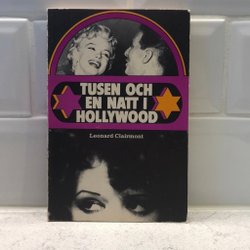 TUSEN OCH
EN NATT I
HOLLYWOOD
Leonard Clairmont